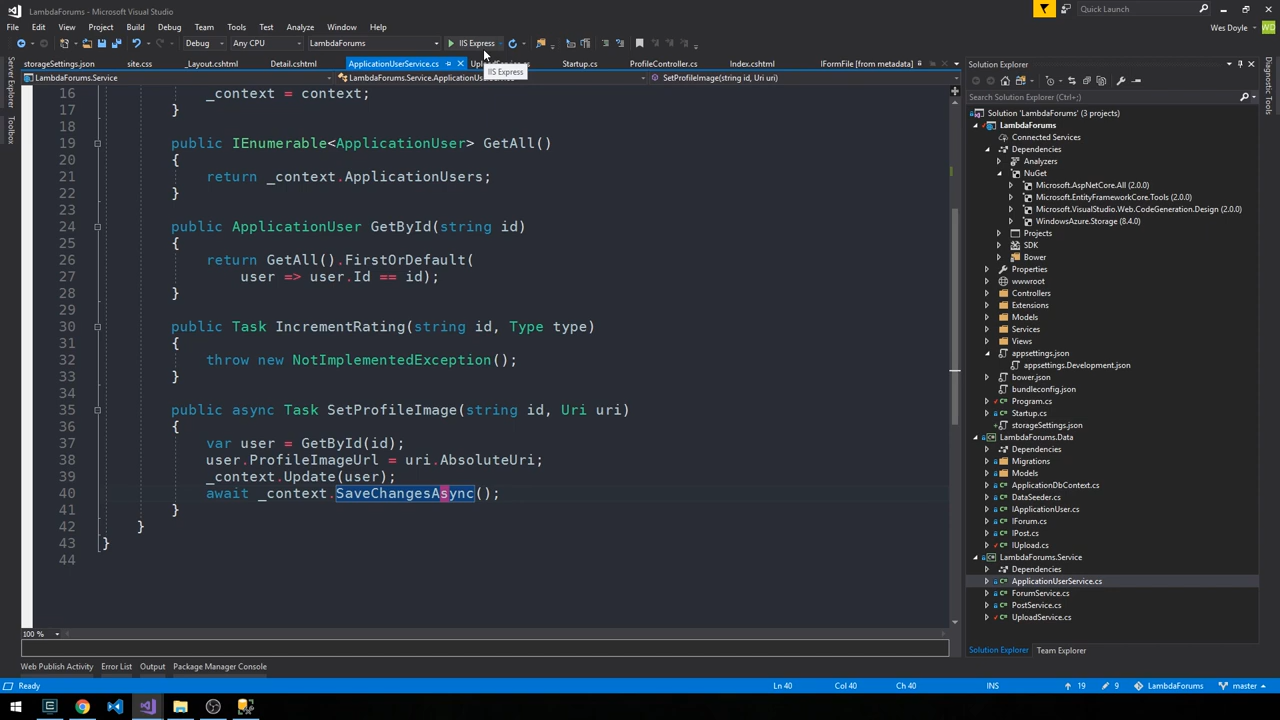 LambdaForums - Microsoft Visual Studio
Quick Launch (Ctrl+Q)
File Edit View Project Build Debug Team Tools Test Analyze Window Help
Wes Doyle
WD
Debug Any CPU LambdaForums IIS Express
storageSettings.json site.css _Layout.cshtml Detail.cshtml ApplicationUserService.cs Startup.cs ProfileController.cs Index.cshtml IFormFile [from metadata]
IIS Express
LambdaForums.Service
SetProfileImage(string id, Uri uri)
Server Explorer
Toolbox
16 _context = context;
17 }
18
19 public IEnumerable<ApplicationUser> GetAll()
20 {
21 return _context.ApplicationUsers;
22 }
23
24 public ApplicationUser GetById(string id)
25 {
26 return GetAll().FirstOrDefault(
27 user => user.Id == id);
28 }
29
30 public Task IncrementRating(string id, Type type)
31 {
32 throw new NotImplementedException();
33 }
34
35 public async Task SetProfileImage(string id, Uri uri)
36 {
37 var user = GetById(id);
38 user.ProfileImageUrl = uri.AbsoluteUri;
39 _context.Update(user);
40 await _context.SaveChangesAsync();
41 }
42 }
43 }
44
100 %
Solution Explorer
Search Solution Explorer (Ctrl+;)
Solution 'LambdaForums' (3 projects)
LambdaForums
Connected Services
Dependencies
Analyzers
NuGet
Microsoft.AspNetCore.All (2.0.0)
Microsoft.EntityFrameworkCore.Tools (2.0.0)
Microsoft.VisualStudio.Web.CodeGeneration.Design (2.0.0)
WindowsAzure.Storage (8.4.0)
Projects
SDK
Bower
Properties
wwwroot
Controllers
Extensions
Models
Services
Views
appsettings.json
appsettings.Development.json
bower.json
bundleconfig.json
Program.cs
Startup.cs
storageSettings.json
LambdaForums.Data
Dependencies
Migrations
Models
ApplicationDbContext.cs
DataSeeder.cs
IApplicationUser.cs
IForum.cs
IPost.cs
IUpload.cs
LambdaForums.Service
Dependencies
ApplicationUserService.cs
ForumService.cs
PostService.cs
UploadService.cs
Solution Explorer Team Explorer
Diagnostic Tools
Web Publish Activity Error List Output Package Manager Console
Ready Ln 40 Col 40 Ch 40 INS 19 9 LambdaForums master